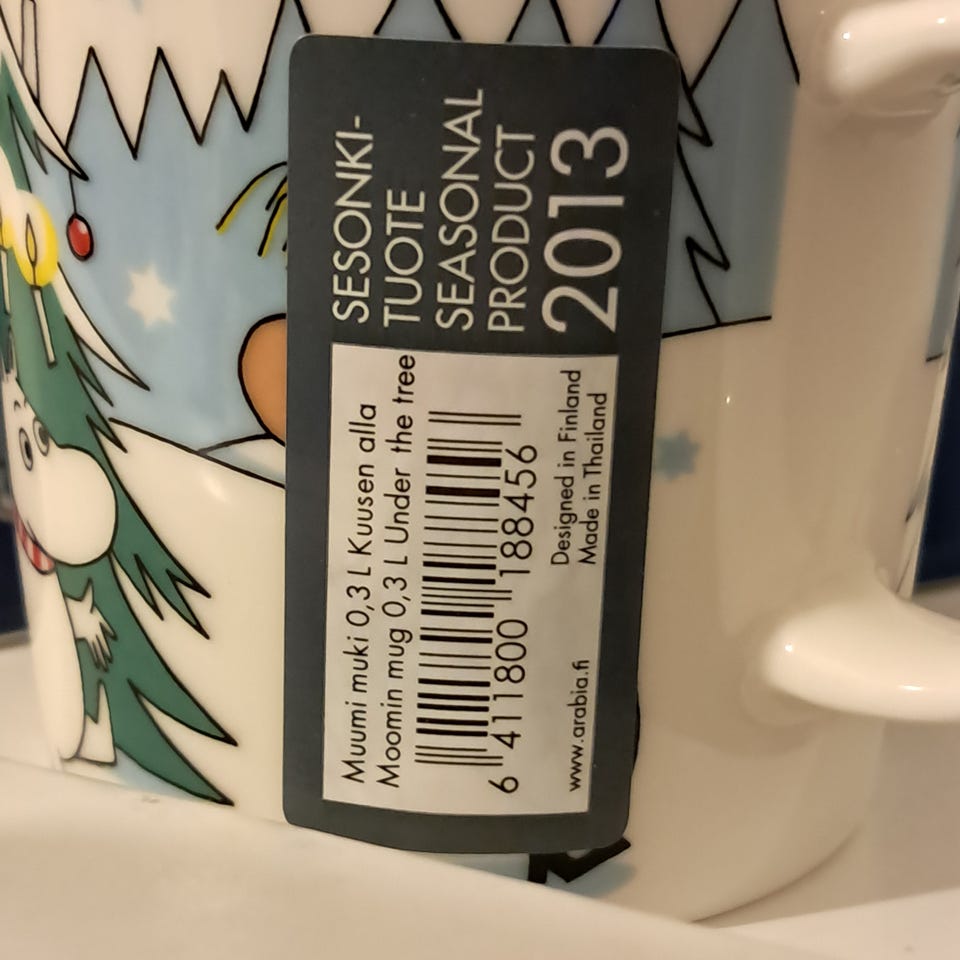 SESONKI-
TUOTE
SEASONAL
PRODUCT
2013
Muumi muki 0,3 L Kuusen alla
Moomin mug 0,3 L Under the tree
6 411800 188456
www.arabia.fi
Designed in Finland
Made in Thailand